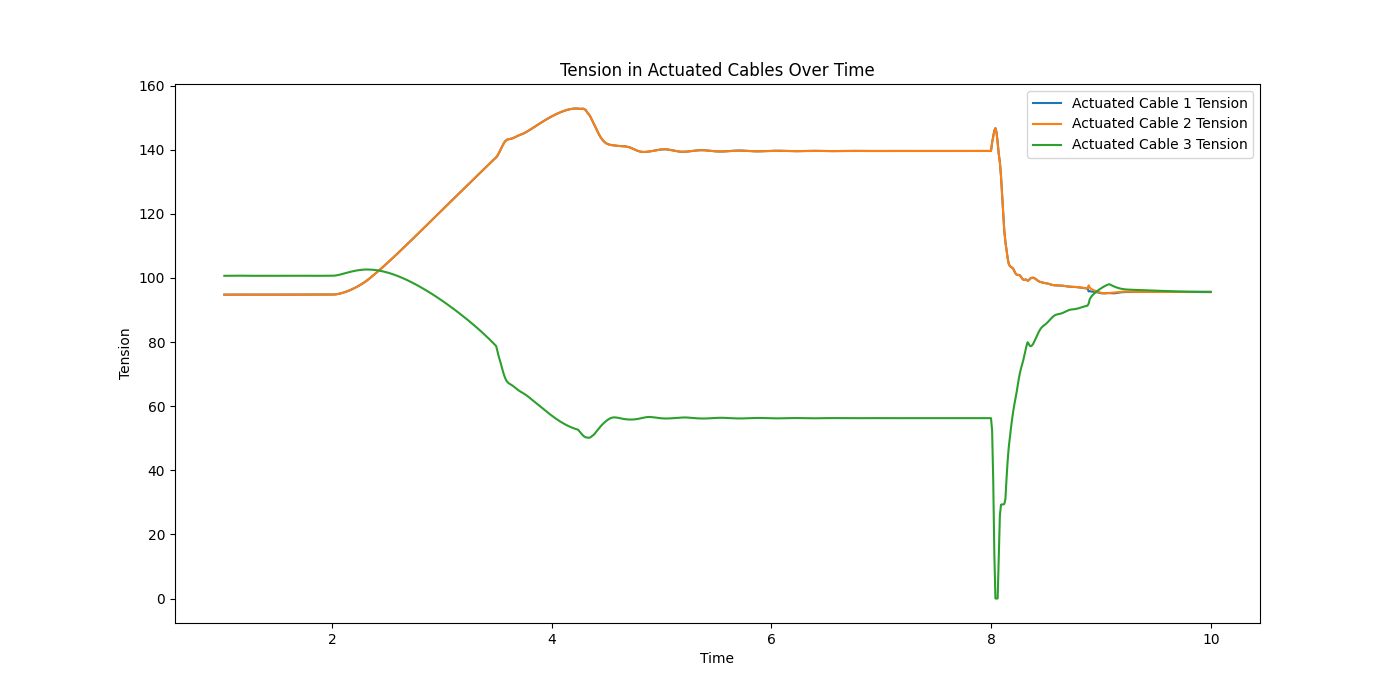 Tension in Actuated Cables Over Time
Actuated Cable 1 Tension
Actuated Cable 2 Tension
Actuated Cable 3 Tension
Tension
160
140
120
100
80
60
40
20
0
2 4 6 8 10
Time